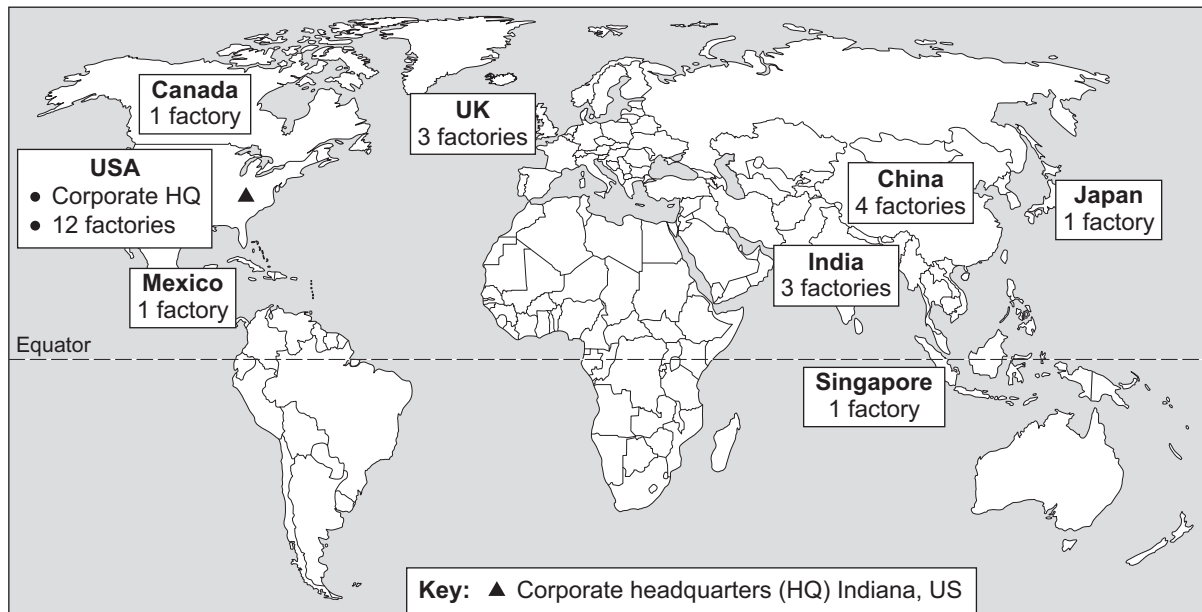 Canada
1 factory
UK
3 factories
USA
● Corporate HQ
● 12 factories
China
4 factories
Japan
1 factory
Mexico
1 factory
India
3 factories
Equator
Singapore
1 factory
Key: ▲ Corporate headquarters (HQ) Indiana, US